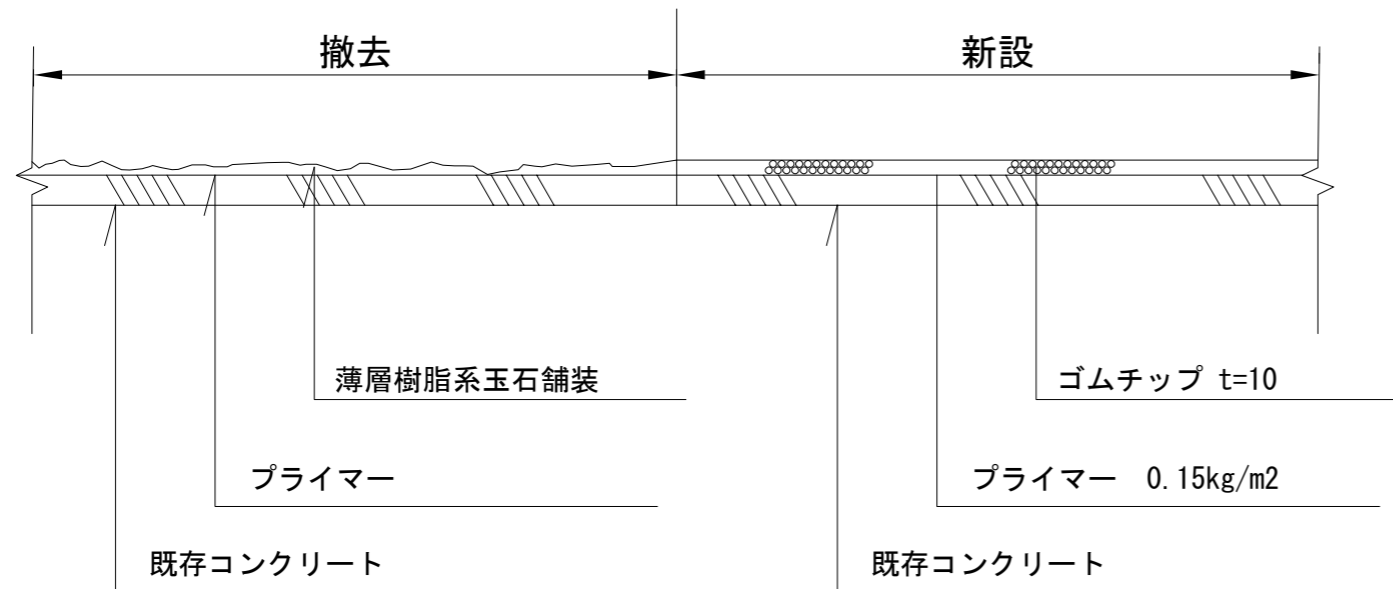 撤去
新設
薄層樹脂系玉石舗装
ゴムチップ t=10
プライマー
プライマー 0.15kg/m2
既存コンクリート
既存コンクリート